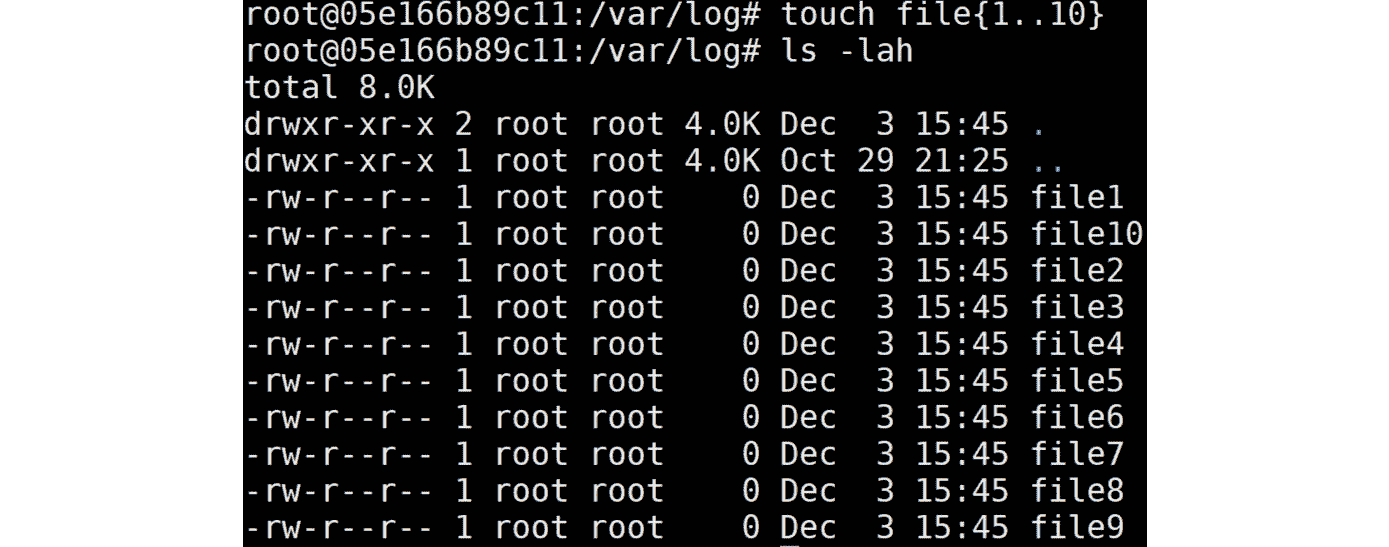 root@05e166b89c11:/var/log# touch file{1..10}
root@05e166b89c11:/var/log# ls -lah
total 8.0K
drwxr-xr-x 2 root root 4.0K Dec  3 15:45 .
drwxr-xr-x 1 root root 4.0K Oct 29 21:25 ..
-rw-r--r-- 1 root root    0 Dec  3 15:45 file1
-rw-r--r-- 1 root root    0 Dec  3 15:45 file10
-rw-r--r-- 1 root root    0 Dec  3 15:45 file2
-rw-r--r-- 1 root root    0 Dec  3 15:45 file3
-rw-r--r-- 1 root root    0 Dec  3 15:45 file4
-rw-r--r-- 1 root root    0 Dec  3 15:45 file5
-rw-r--r-- 1 root root    0 Dec  3 15:45 file6
-rw-r--r-- 1 root root    0 Dec  3 15:45 file7
-rw-r--r-- 1 root root    0 Dec  3 15:45 file8
-rw-r--r-- 1 root root    0 Dec  3 15:45 file9